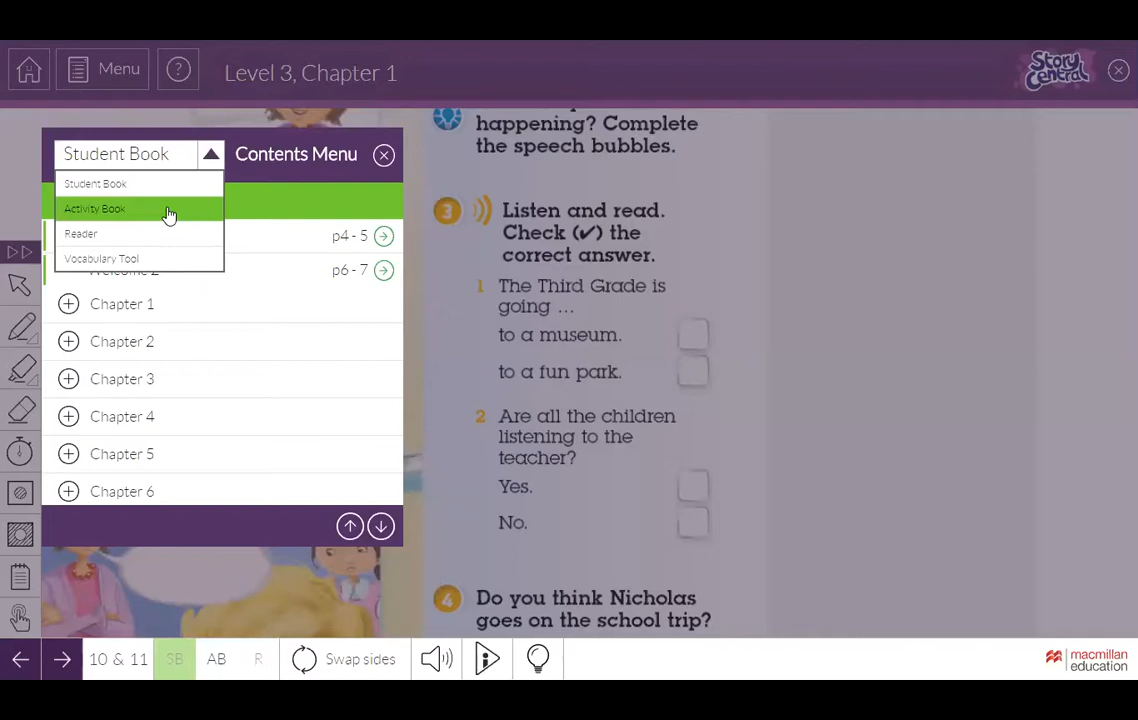 Menu
?
Level 3, Chapter 1
Story Central
Student Book
Contents Menu
Student Book
Activity Book
Reader
Vocabulary Tool
p4 - 5
Welcome 2
p6 - 7
Chapter 1
Chapter 2
Chapter 3
Chapter 4
Chapter 5
Chapter 6
happening? Complete
the speech bubbles.
3
Listen and read.
Check (✔) the
correct answer.
1 The Third Grade is
going ...
to a museum.
to a fun park.
2 Are all the children
listening to the
teacher?
Yes.
No.
4 Do you think Nicholas
goes on the school trip?
10 & 11
SB
AB
R
Swap sides
macmillan
education